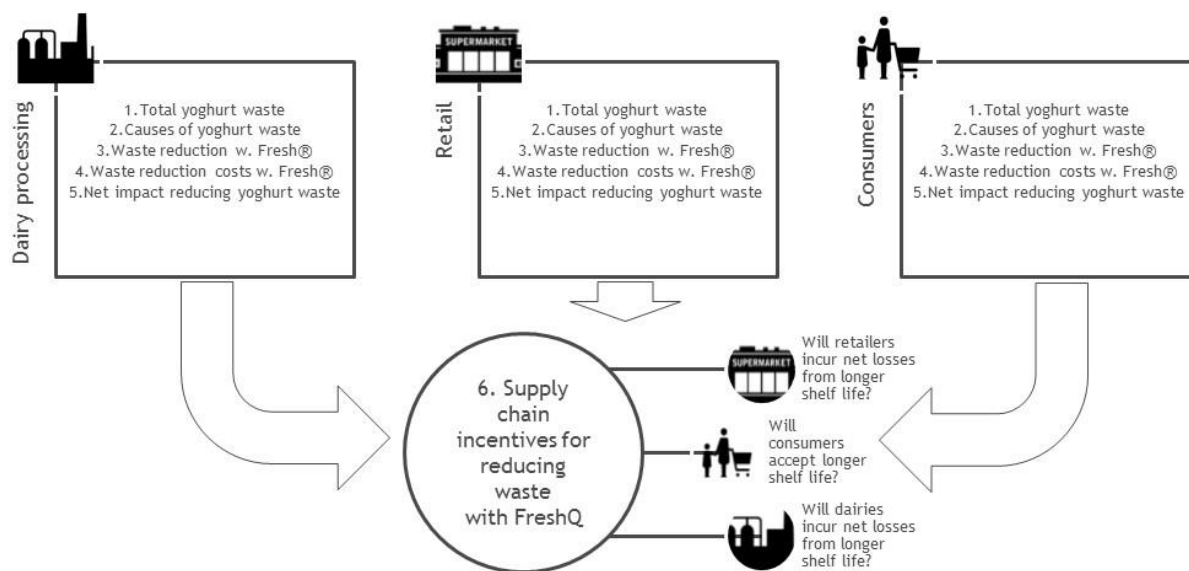 SUPERMARKET
Dairy processing
1.Total yoghurt waste
2.Causes of yoghurt waste
3.Waste reduction w. Fresh®
4.Waste reduction costs w. Fresh®
5.Net impact reducing yoghurt waste
Retail
1.Total yoghurt waste
2.Causes of yoghurt waste
3.Waste reduction w. Fresh®
4.Waste reduction costs w. Fresh®
5.Net impact reducing yoghurt waste
Consumers
1.Total yoghurt waste
2.Causes of yoghurt waste
3.Waste reduction w. Fresh®
4.Waste reduction costs w. Fresh®
5.Net impact reducing yoghurt waste
6. Supply
chain
incentives for
reducing
waste
with FreshQ
SUPERMARKET
Will retailers
incur net losses
from longer
shelf life?
Will
consumers
accept longer
shelf life?
Will dairies
incur net losses
from longer
shelf life?